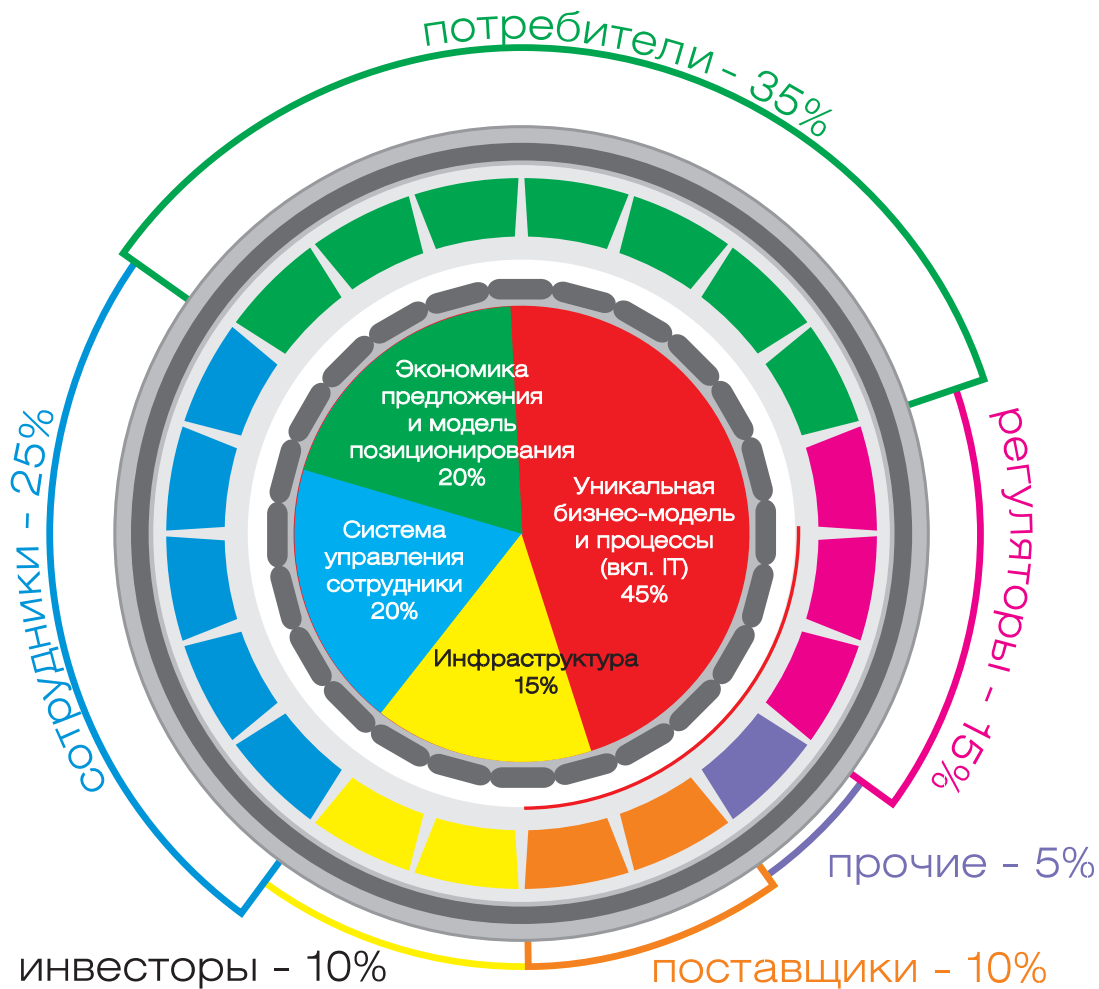 потребители - 35%
Экономика
предложения
и модель
позиционирования
20%
Уникальная
бизнес-модель
и процессы
(вкл. IT)
45%
Система
управления
сотрудники
20%
Инфраструктура
15%
сотрудники - 25%
регуляторы - 15%
прочие - 5%
инвесторы - 10%
поставщики - 10%